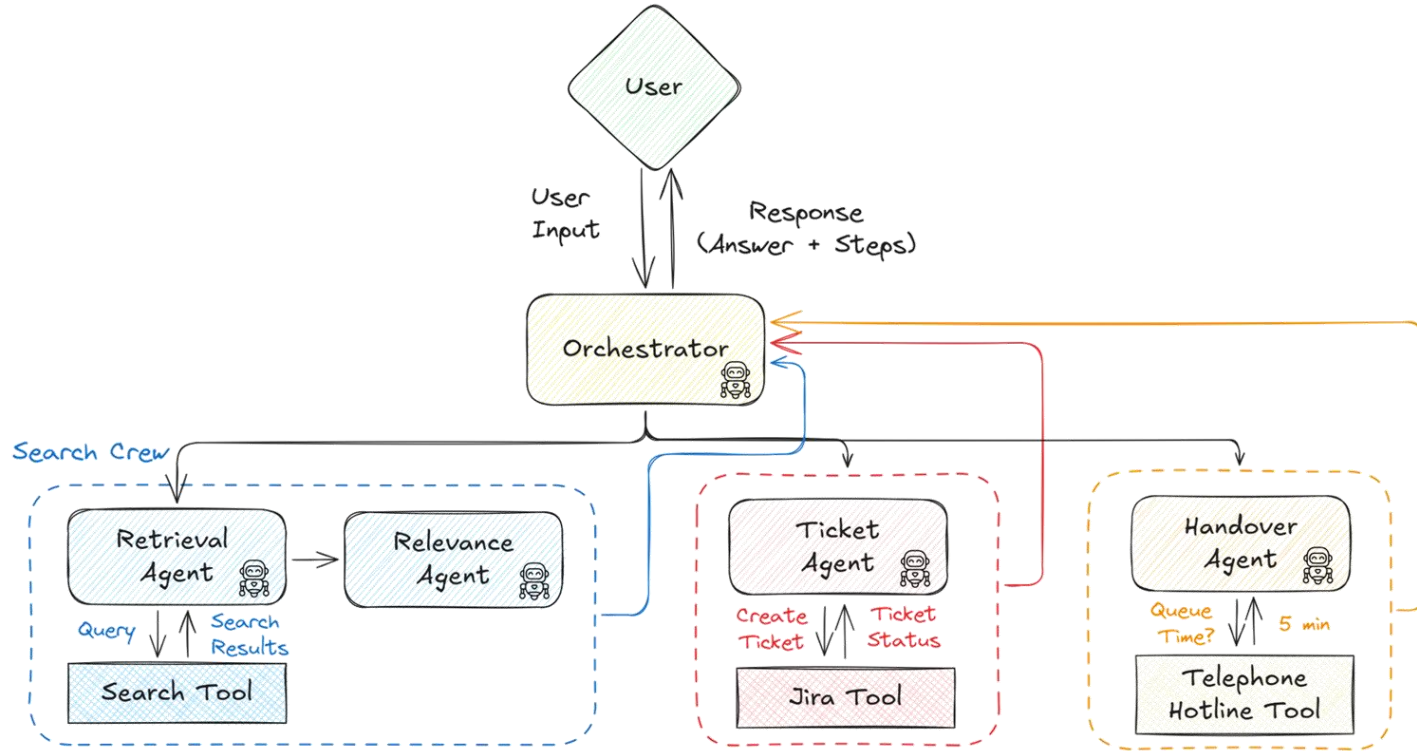 User
User
Input
Response
(Answer + Steps)
Orchestrator
Search Crew
Retrieval
Agent
Relevance
Agent
Query
Search
Results
Search Tool
Ticket
Agent
Create
Ticket
Ticket
Status
Jira Tool
Handover
Agent
Queue
Time?
5 min
Telephone
Hotline Tool